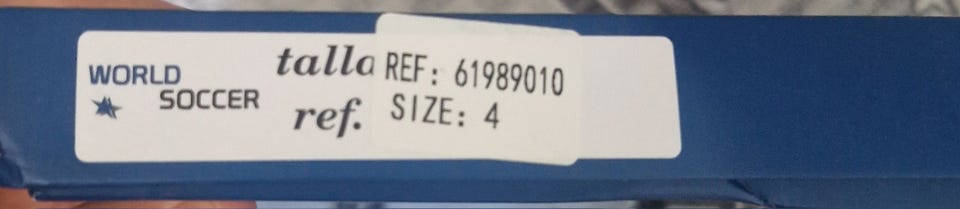 WORLD
SOCCER
talla
ref.
REF: 61989010
SIZE: 4